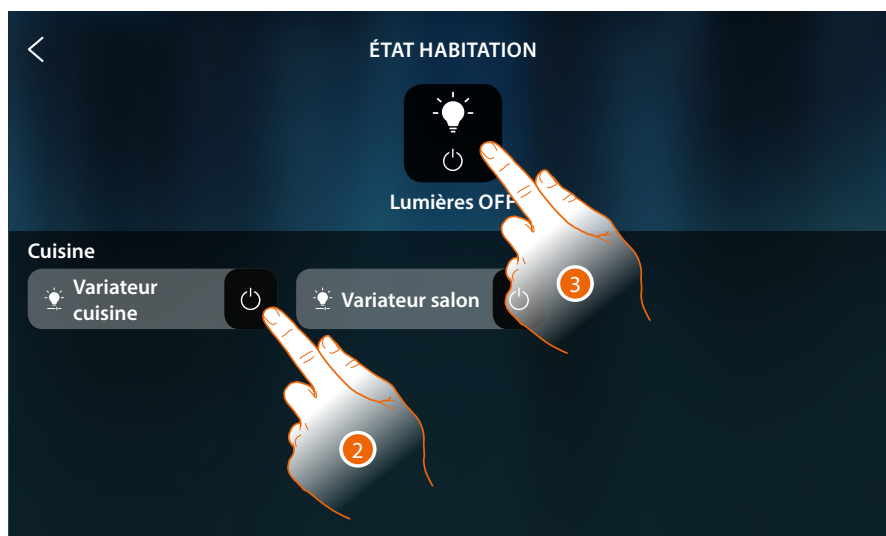 ÉTAT HABITATION
Lumières OFF
Cuisine
Variateur
cuisine
Variateur salon
3
2